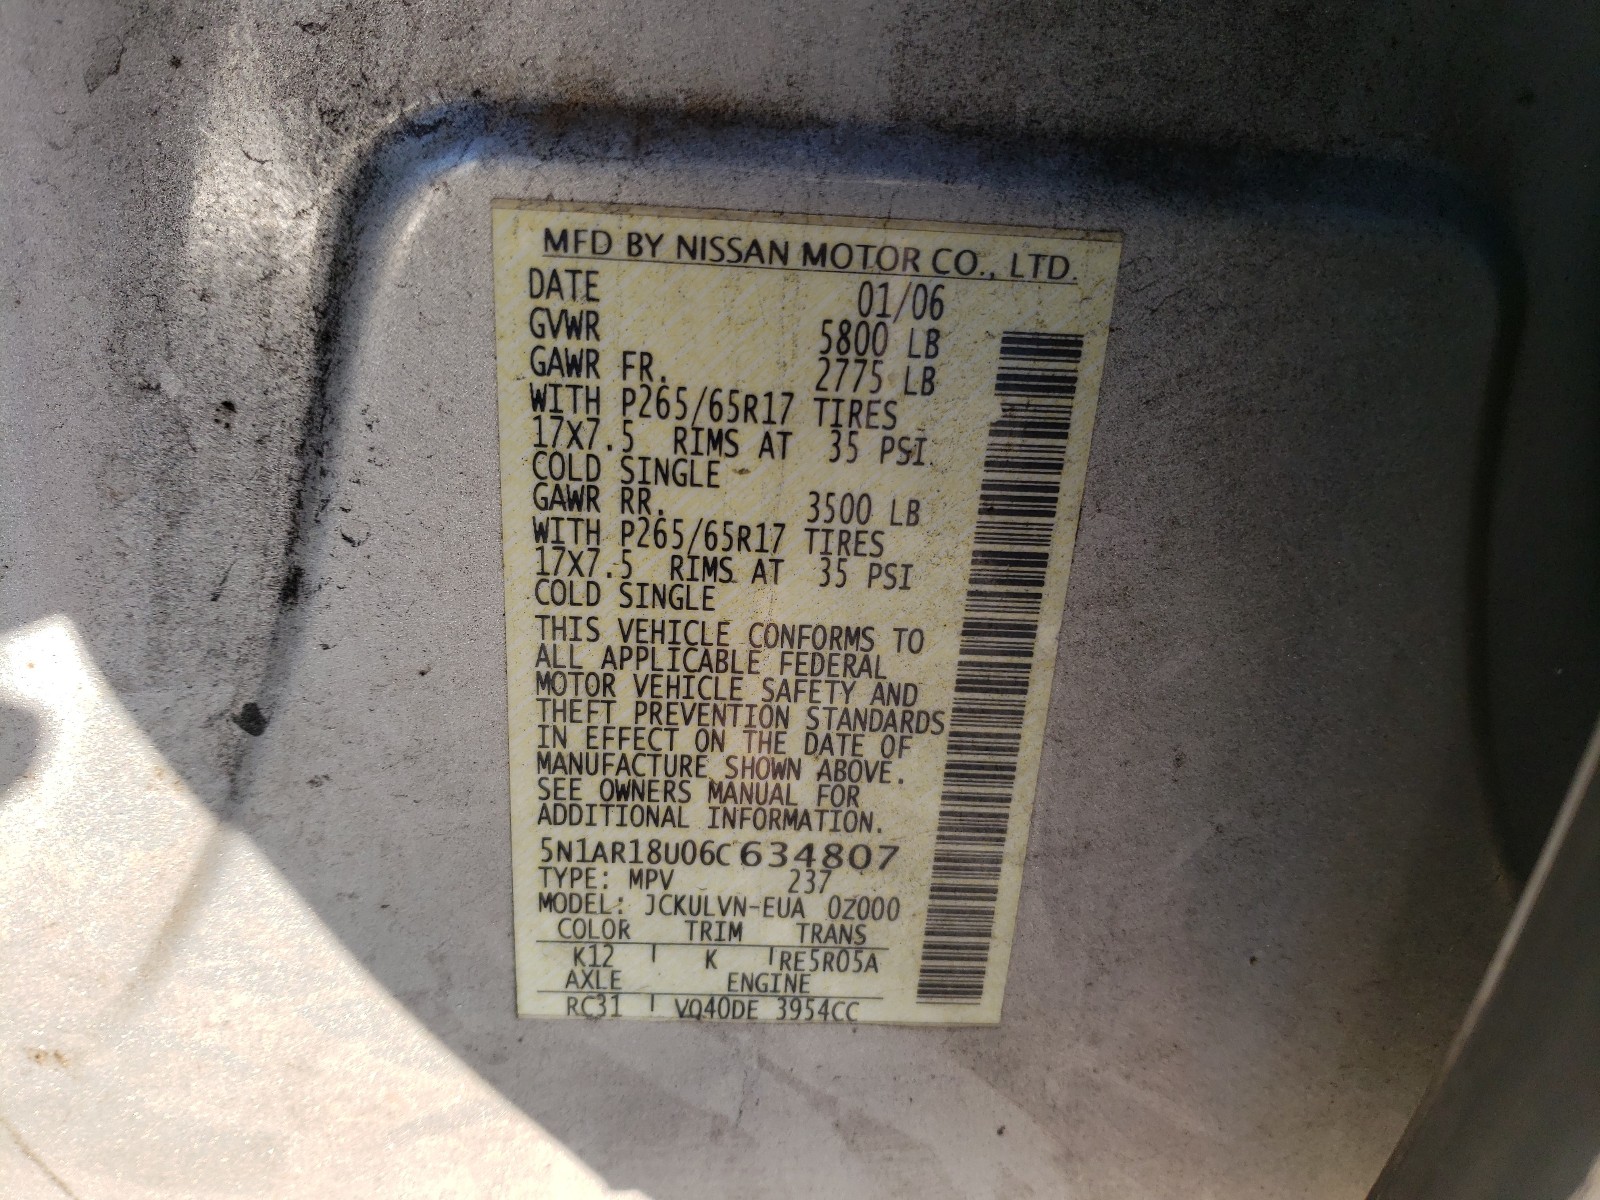 MFD BY NISSAN MOTOR CO., LTD.
DATE 01/06
GVWR 5800 LB
GAWR FR. 2775 LB
WITH P265/65R17 TIRES
17X7.5 RIMS AT 35 PSI
COLD SINGLE
GAWR RR. 3500 LB
WITH P265/65R17 TIRES
17X7.5 RIMS AT 35 PSI
COLD SINGLE
THIS VEHICLE CONFORMS TO
ALL APPLICABLE FEDERAL
MOTOR VEHICLE SAFETY AND
THEFT PREVENTION STANDARDS
IN EFFECT ON THE DATE OF
MANUFACTURE SHOWN ABOVE.
SEE OWNERS MANUAL FOR
ADDITIONAL INFORMATION.
5N1AR18U06C634807
TYPE: MPV 237
MODEL: JCKULVN-EUA 0Z000
COLOR TRIM TRANS
K12 K RE5R05A
AXLE ENGINE
RC31 VQ40DE 3954CC